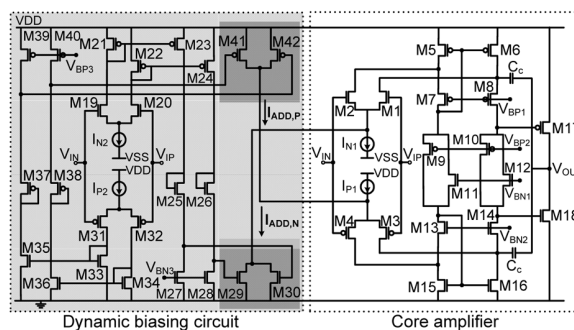 VDD
M39
M40
M21
M23
M41
M42
M22
M24
VBP3
M19
M20
IN2
VSS
VDD
IP2
VIN
VIP
IADD,P
IADD,N
M37
M38
M25
M26
M31
M32
M35
M33
M36
M34
VBN3
M27
M28
M29
M30
Dynamic biasing circuit
M5
M6
Cc
M2
M1
M7
M8
VBP1
M17
IN1
VSS
VDD
IP1
VIN
VIP
M10
VBP2
M9
M12
M11
VBN1
VOU
M18
M4
M3
M13
M14
VBN2
Cc
M15
M16
Core amplifier